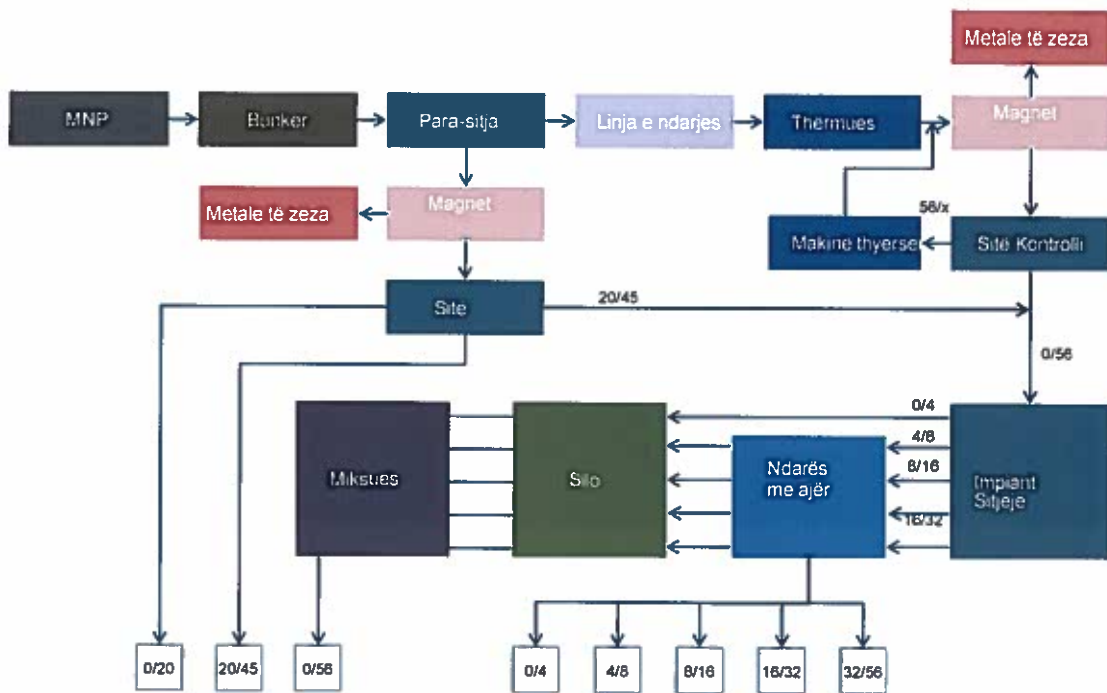 Metale të zeza
MNP
Bunker
Para-sitja
Linja e ndarjes
Thermues
Magnet
Metale të zeza
Magnet
56/x
Makinë thyerse
Sitë Kontrolli
Sitë
20/45
0/56
0/4
4/8
8/16
16/32
Miksues
Silo
Ndarës
me ajër
Impiant
Sitjeje
0/20
20/45
0/56
0/4
4/8
8/16
16/32
32/56